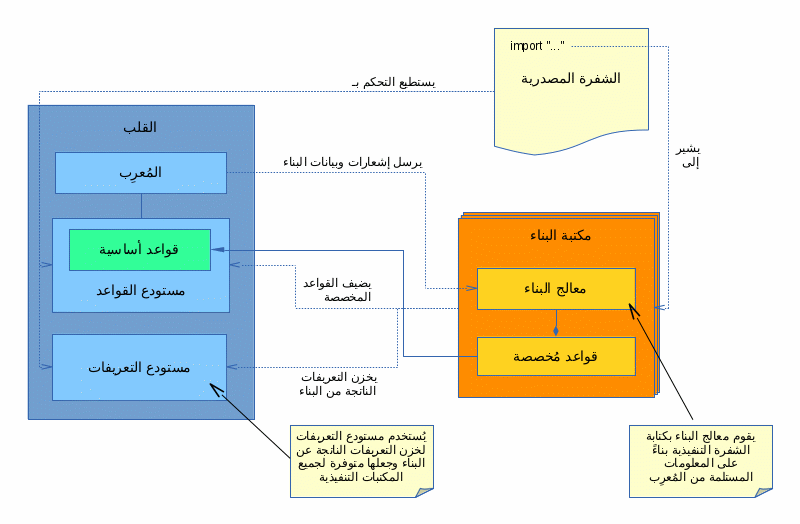 import "..."
الشفرة المصدرية
يستطيع التحكم بـ
القلب
المُعرِب
يرسل إشعارات وبيانات البناء
يشير
إلى
قواعد أساسية
مستودع القواعد
مكتبة البناء
معالج البناء
يضيف القواعد
المخصصة
قواعد مُخصصة
مستودع التعريفات
يخزن التعريفات
الناتجة من البناء
يُستخدم مستودع التعريفات
لخزن التعريفات الناتجة عن
البناء وجعلها متوفرة لجميع
المكتبات التنفيذية
يقوم معالج البناء بكتابة
الشفرة التنفيذية بناءً
على المعلومات
المستلمة من المُعرِب